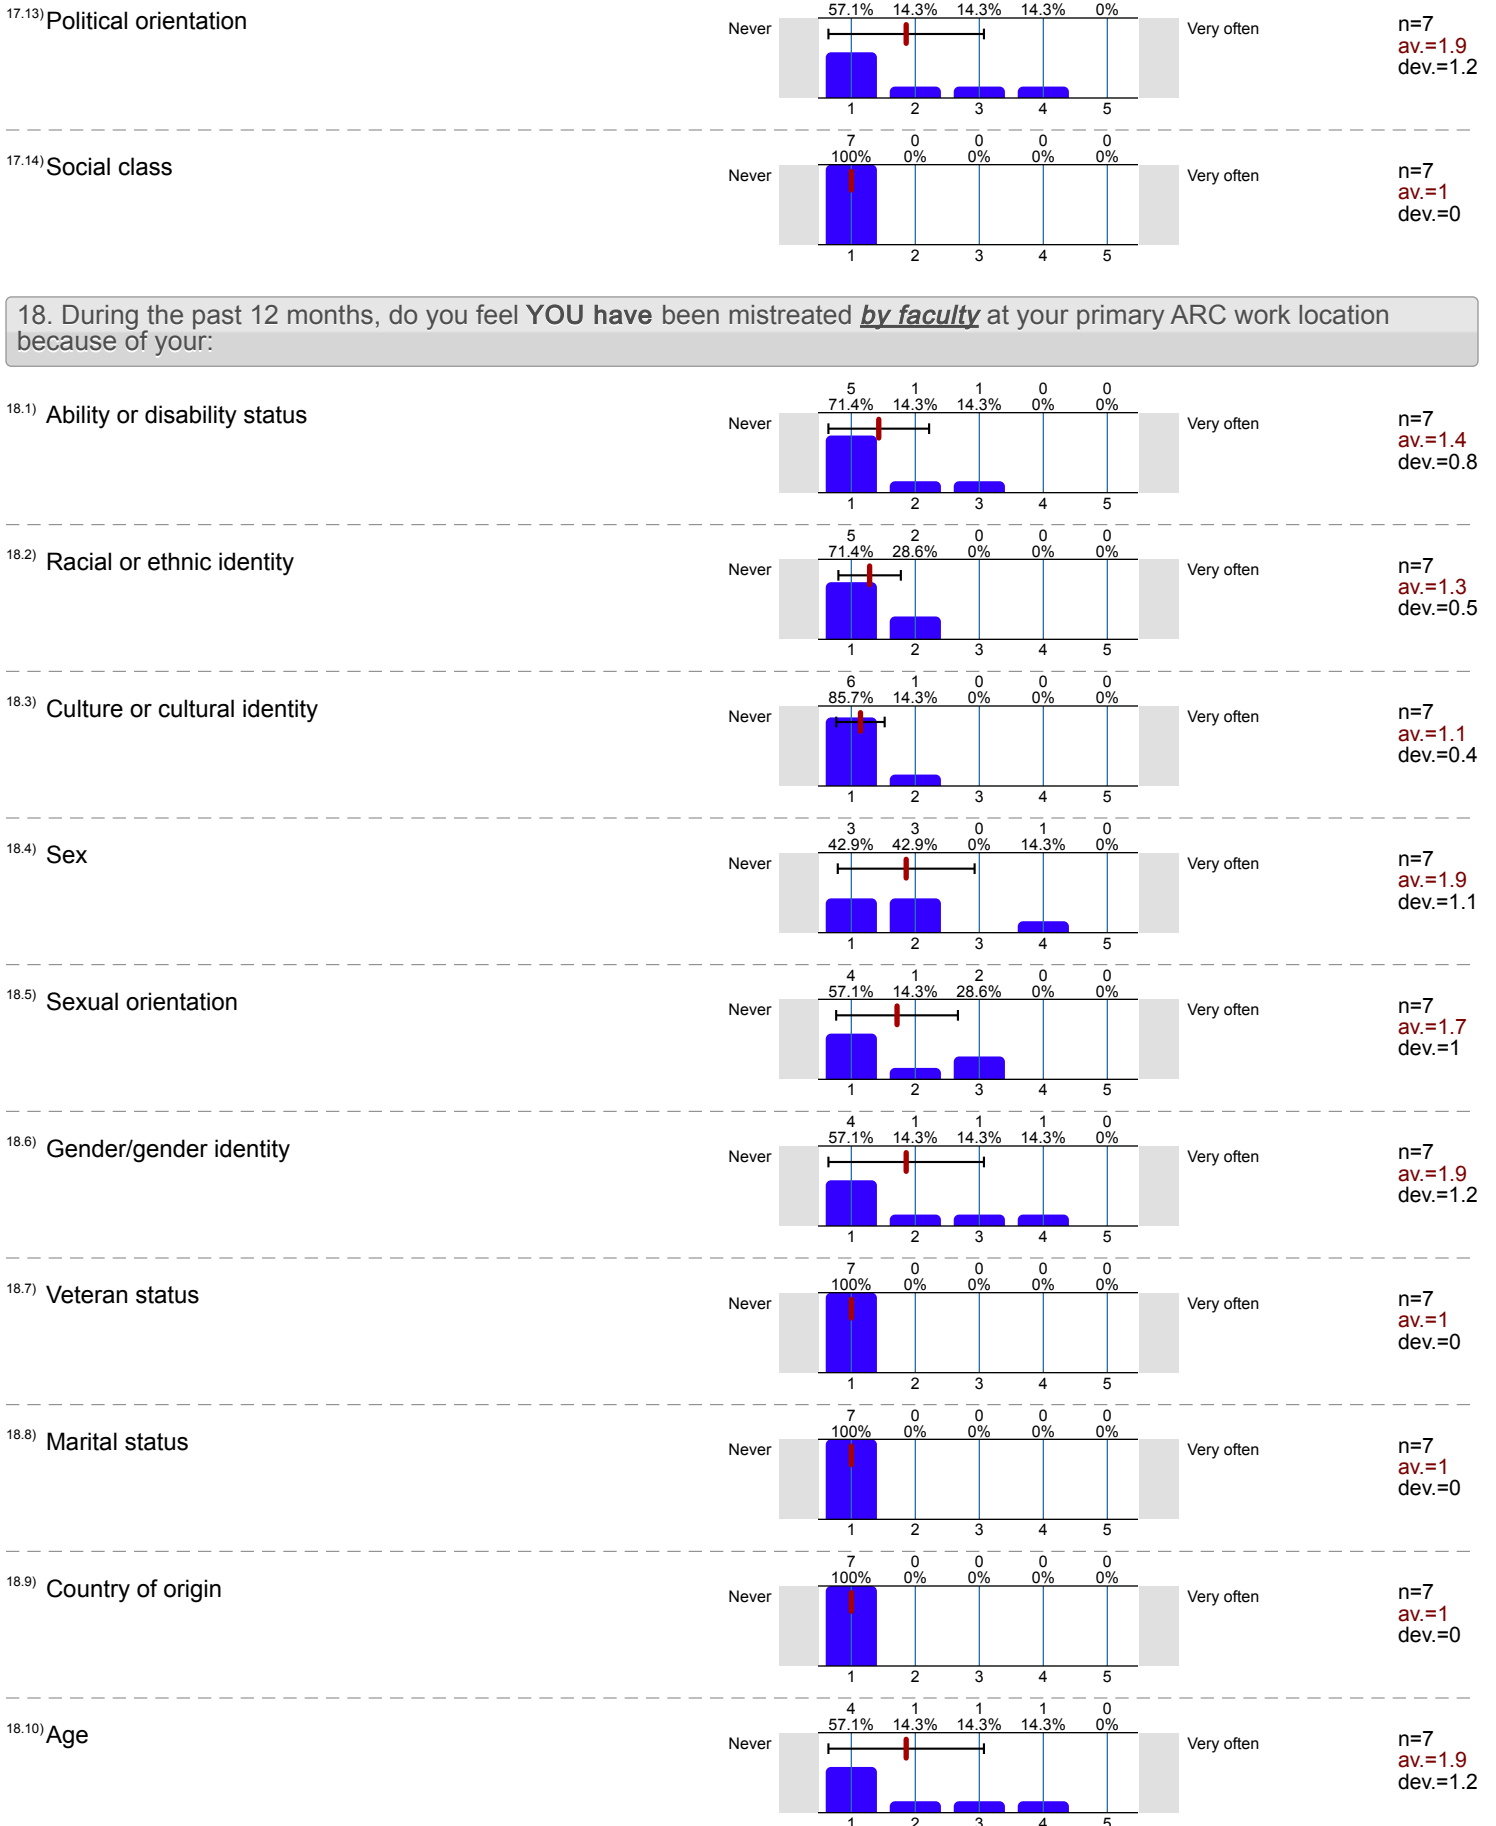 57.1% 14.3% 14.3% 14.3% 0%
17.13) Political orientation Never Very often n=7
av.=1.9
dev.=1.2
1 2 3 4 5
7 0 0 0 0
100% 0% 0% 0% 0%
17.14) Social class Never Very often n=7
av.=1
dev.=0
1 2 3 4 5
18. During the past 12 months, do you feel YOU have been mistreated by faculty at your primary ARC work location
because of your:
5 1 1 0 0
71.4% 14.3% 14.3% 0% 0%
18.1) Ability or disability status Never Very often n=7
av.=1.4
dev.=0.8
1 2 3 4 5
5 2 0 0 0
71.4% 28.6% 0% 0% 0%
18.2) Racial or ethnic identity Never Very often n=7
av.=1.3
dev.=0.5
1 2 3 4 5
6 1 0 0 0
85.7% 14.3% 0% 0% 0%
18.3) Culture or cultural identity Never Very often n=7
av.=1.1
dev.=0.4
1 2 3 4 5
3 3 0 1 0
42.9% 42.9% 0% 14.3% 0%
18.4) Sex Never Very often n=7
av.=1.9
dev.=1.1
1 2 3 4 5
4 1 2 0 0
57.1% 14.3% 28.6% 0% 0%
18.5) Sexual orientation Never Very often n=7
av.=1.7
dev.=1
1 2 3 4 5
4 1 1 1 0
57.1% 14.3% 14.3% 14.3% 0%
18.6) Gender/gender identity Never Very often n=7
av.=1.9
dev.=1.2
1 2 3 4 5
7 0 0 0 0
100% 0% 0% 0% 0%
18.7) Veteran status Never Very often n=7
av.=1
dev.=0
1 2 3 4 5
7 0 0 0 0
100% 0% 0% 0% 0%
18.8) Marital status Never Very often n=7
av.=1
dev.=0
1 2 3 4 5
7 0 0 0 0
100% 0% 0% 0% 0%
18.9) Country of origin Never Very often n=7
av.=1
dev.=0
1 2 3 4 5
4 1 1 1 0
57.1% 14.3% 14.3% 14.3% 0%
18.10) Age Never Very often n=7
av.=1.9
dev.=1.2
1 2 3 4 5